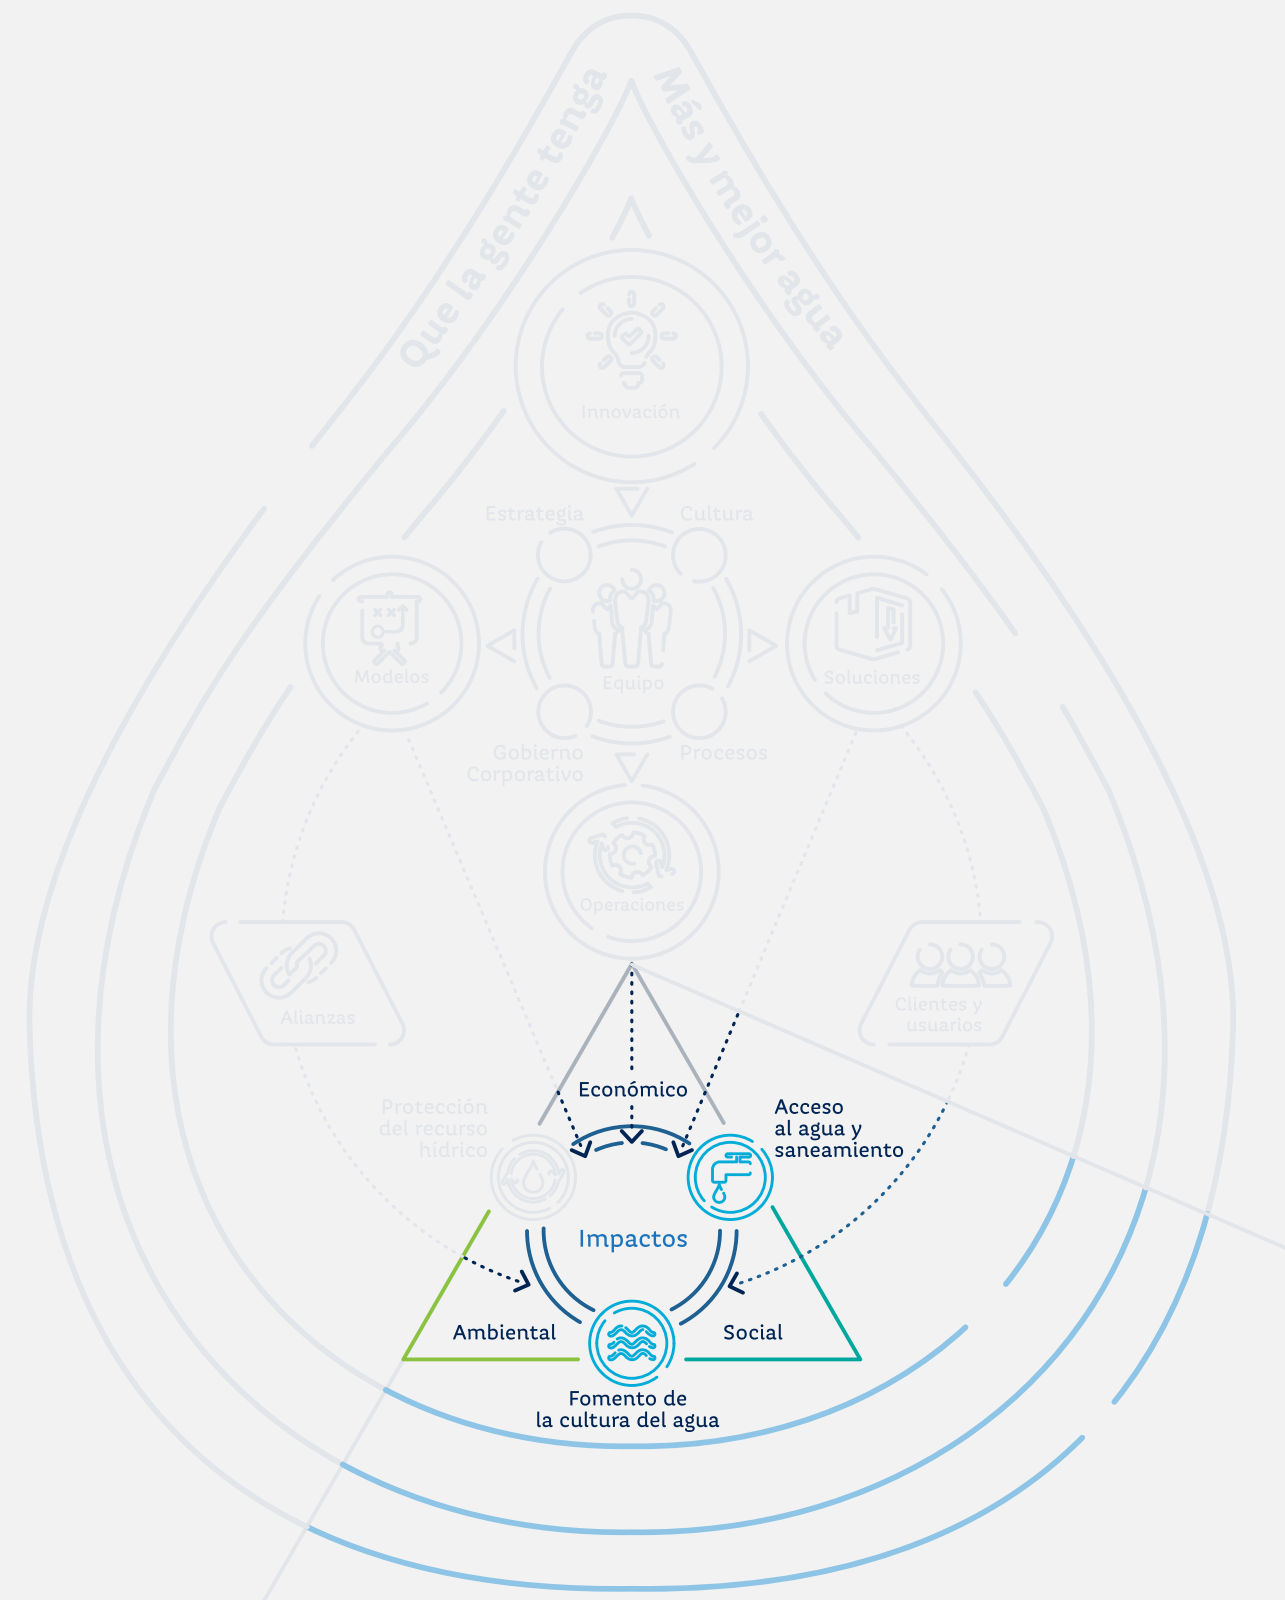 Que la gente tenga
Más y mejor agua
Innovación
Estrategia
Cultura
Modelos
Equipo
Soluciones
Gobierno
Corporativo
Procesos
Operaciones
Alianzas
Clientes y
usuarios
Económico
Protección
del recurso
hídrico
Acceso
al agua y
saneamiento
Impactos
Ambiental
Social
Fomento de
la cultura del agua